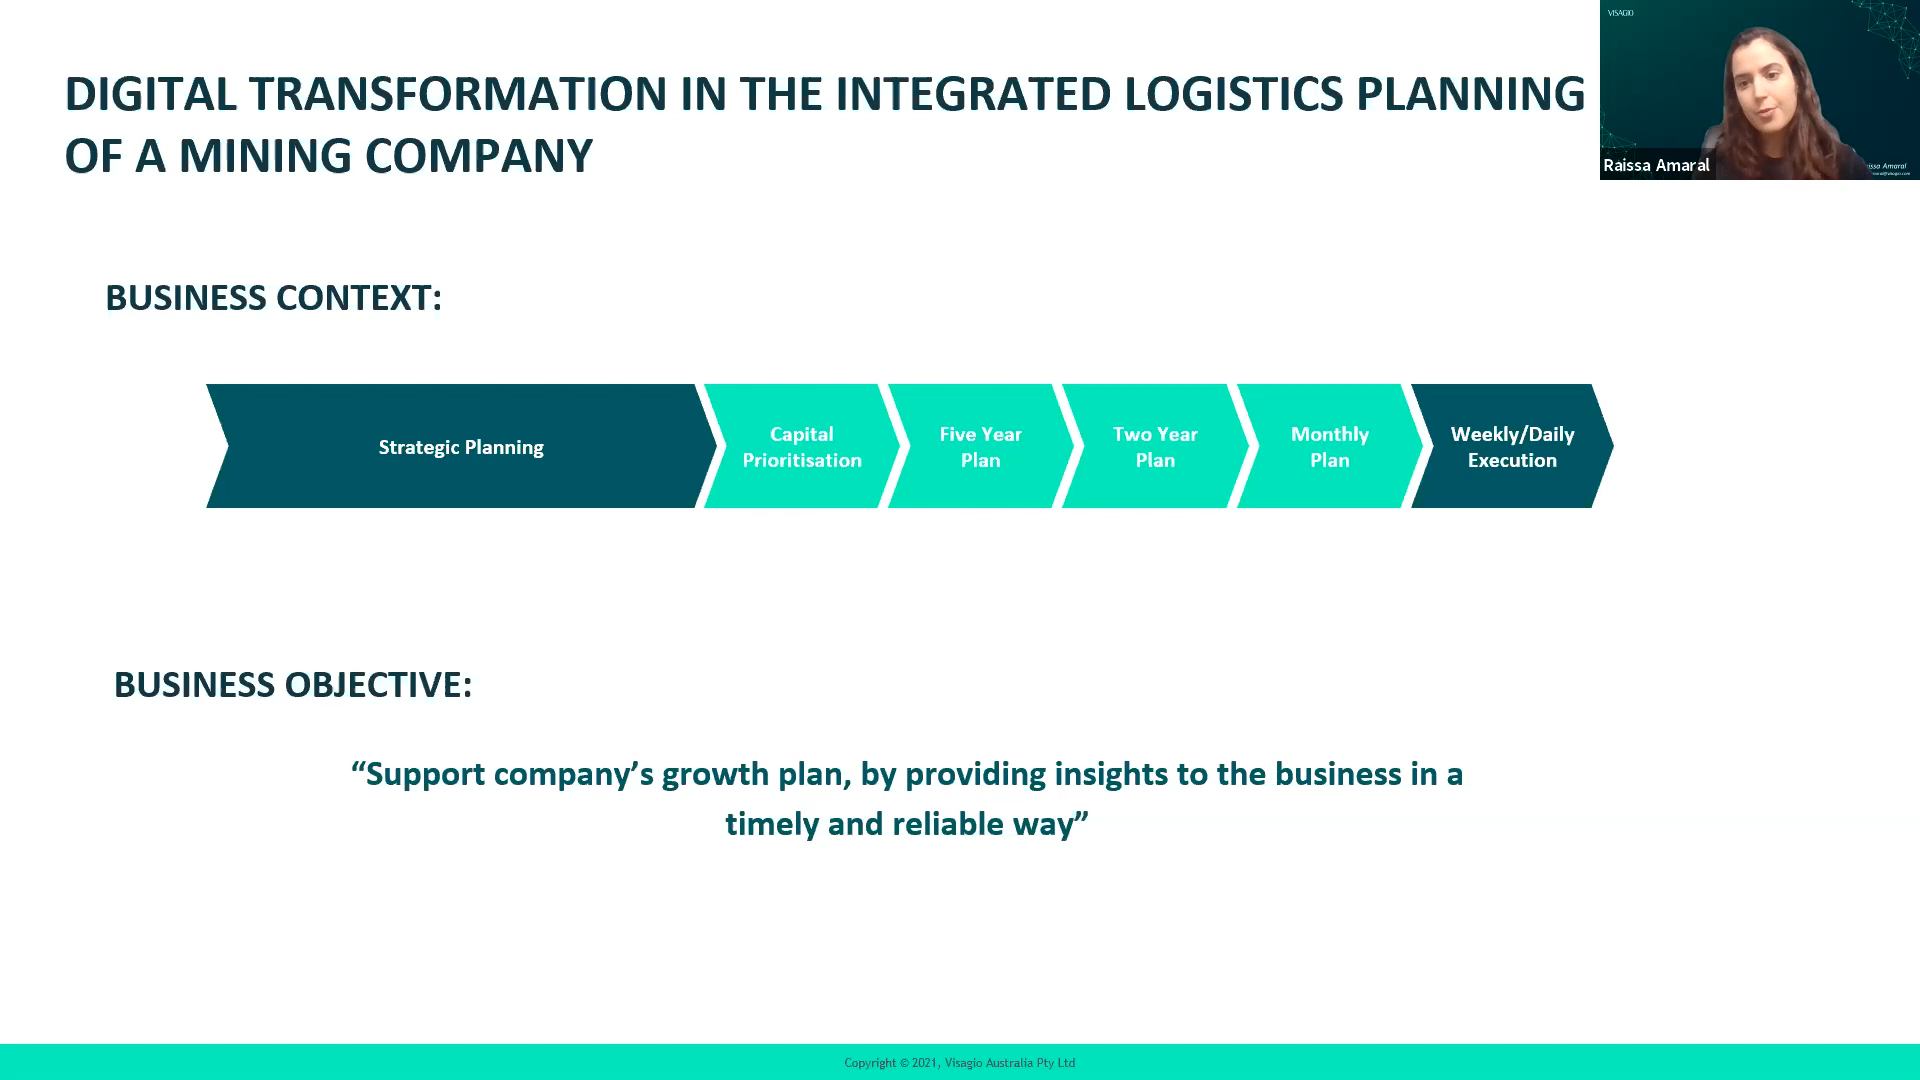 DIGITAL TRANSFORMATION IN THE INTEGRATED LOGISTICS PLANNING
OF A MINING COMPANY
VISAGIO
Raissa Amaral
issa Amaral
BUSINESS CONTEXT:
Strategic Planning
Capital
Prioritisation
Five Year
Plan
Two Year
Plan
Monthly
Plan
Weekly/Daily
Execution
BUSINESS OBJECTIVE:
“Support company’s growth plan, by providing insights to the business in a
timely and reliable way”
Copyright © 2021, Visagio Australia Pty Ltd